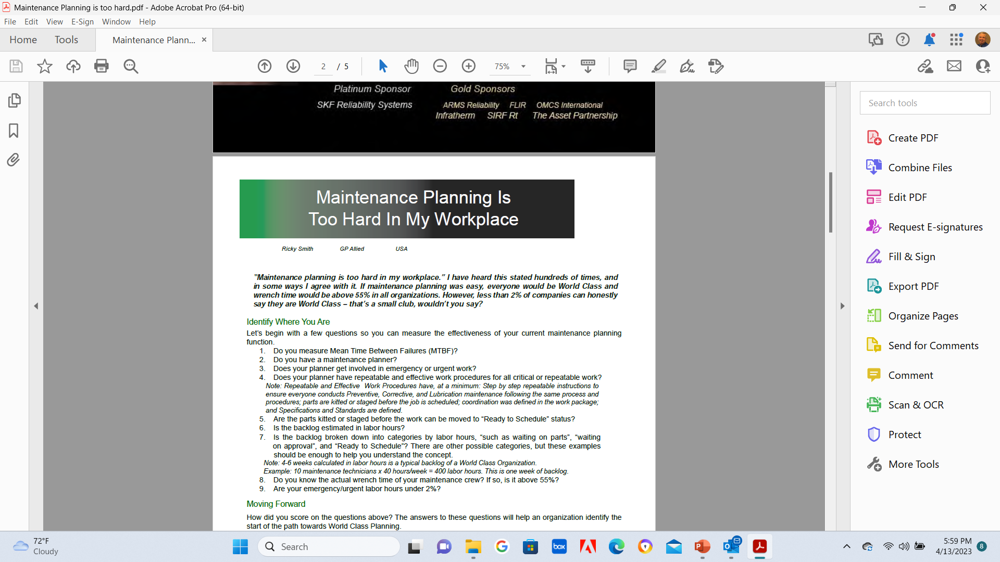 Maintenance Planning is too hard.pdf - Adobe Acrobat Pro (64-bit)
File Edit View E-Sign Window Help
Home Tools Maintenance Plann... ×
2 / 5 75%
Platinum Sponsor Gold Sponsors
SKF Reliability Systems ARMS Reliability FLIR OMCS International
Infratherm SIRF Rt The Asset Partnership
Maintenance Planning Is
Too Hard In My Workplace
Ricky Smith GP Allied USA
"Maintenance planning is too hard in my workplace." I have heard this stated hundreds of times, and
in some ways I agree with it. If maintenance planning was easy, everyone would be World Class and
wrench time would be above 55% in all organizations. However, less than 2% of companies can honestly
say they are World Class – that's a small club, wouldn't you say?
Identify Where You Are
Let's begin with a few questions so you can measure the effectiveness of your current maintenance planning
function.
1. Do you measure Mean Time Between Failures (MTBF)?
2. Do you have a maintenance planner?
3. Does your planner get involved in emergency or urgent work?
4. Does your planner have repeatable and effective work procedures for all critical or repeatable work?
Note: Repeatable and Effective Work Procedures have, at a minimum: Step by step repeatable instructions to
ensure everyone conducts Preventive, Corrective, and Lubrication maintenance following the same process and
procedures; parts are kitted or staged before the job is scheduled; coordination was defined in the work package;
and Specifications and Standards are defined.
5. Are the parts kitted or staged before the work can be moved to “Ready to Schedule” status?
6. Is the backlog estimated in labor hours?
7. Is the backlog broken down into categories by labor hours, “such as waiting on parts”, “waiting
on approval”, and “Ready to Schedule”? There are other possible categories, but these examples
should be enough to help you understand the concept.
Note: 4-6 weeks calculated in labor hours is a typical backlog of a World Class Organization.
Example: 10 maintenance technicians x 40 hours/week = 400 labor hours. This is one week of backlog.
8. Do you know the actual wrench time of your maintenance crew? If so, is it above 55%?
9. Are your emergency/urgent labor hours under 2%?
Moving Forward
How did you score on the questions above? The answers to these questions will help an organization identify the
start of the path towards World Class Planning.
Search tools
Create PDF
Combine Files
Edit PDF
Request E-signatures
Fill & Sign
Export PDF
Organize Pages
Send for Comments
Comment
Scan & OCR
Protect
More Tools
72°F
Cloudy
Search
box
5:59 PM
4/13/2023
8